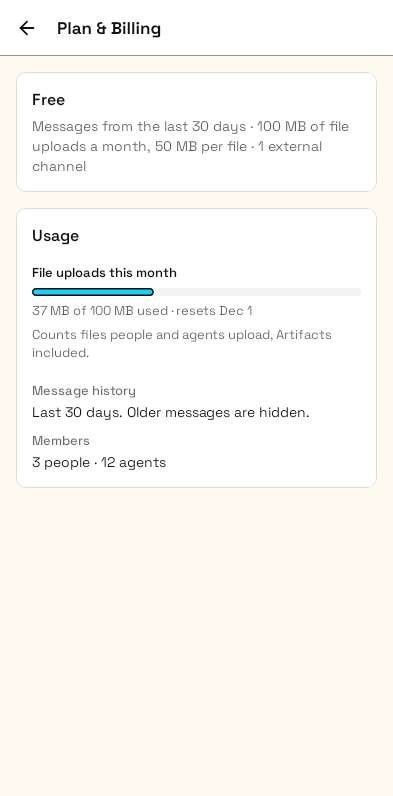 Plan & Billing
Free
Messages from the last 30 days · 100 MB of file
uploads a month, 50 MB per file · 1 external
channel
Usage
File uploads this month
37 MB of 100 MB used · resets Dec 1
Counts files people and agents upload, Artifacts
included.
Message history
Last 30 days. Older messages are hidden.
Members
3 people · 12 agents